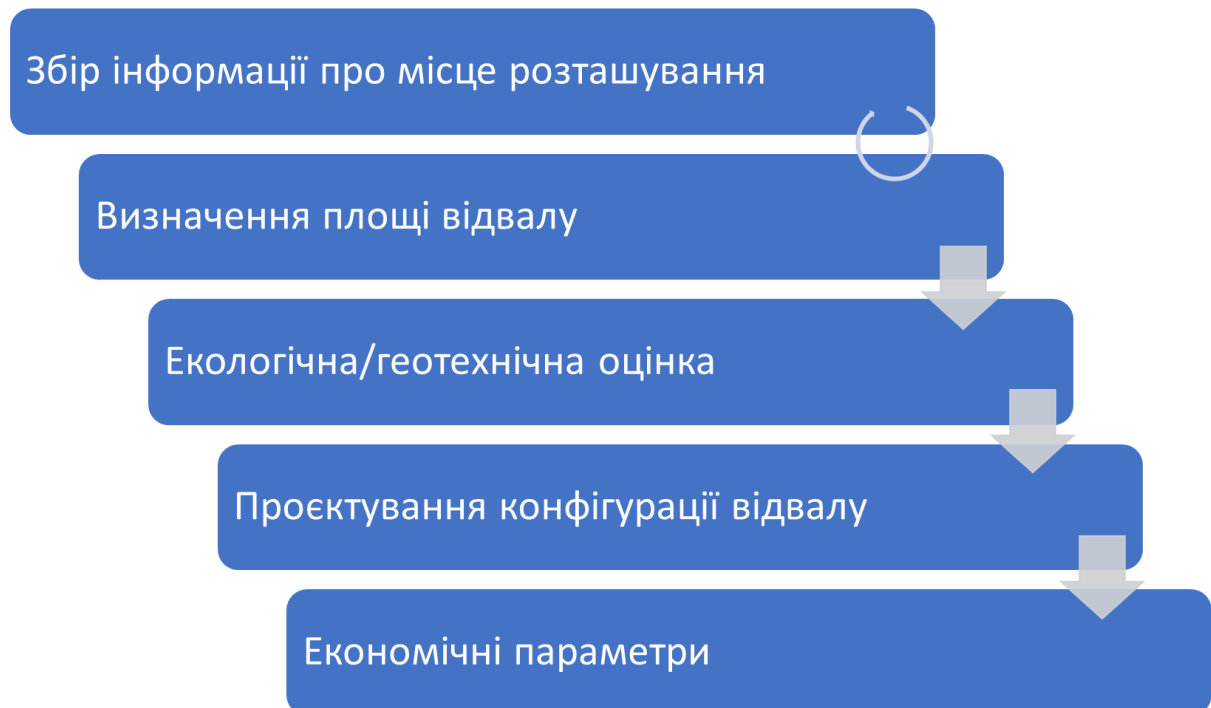 Збір інформації про місце розташування
Визначення площі відвалу
Екологічна/геотехнічна оцінка
Проєктування конфігурації відвалу
Економічні параметри